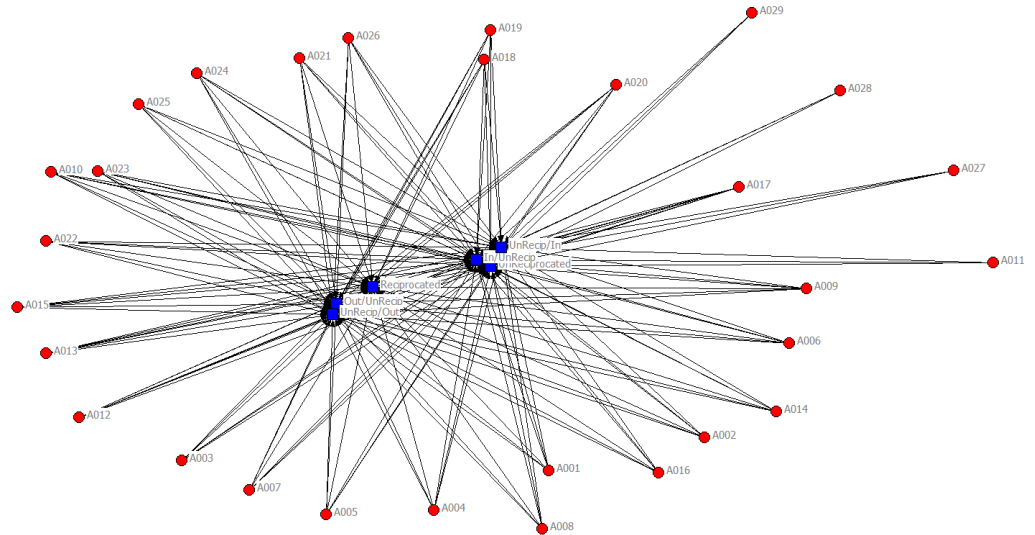 A029
A019
A026
A021
A018
A024
A020
A028
A025
A010
A023
A027
A017
A022
UnRecip/In
In/UnRecip
UnReciprocated
A011
Reciprocated
A009
Out/UnRecip
A015
UnRecip/Out
A006
A013
A014
A012
A002
A003
A001
A016
A007
A004
A005
A008